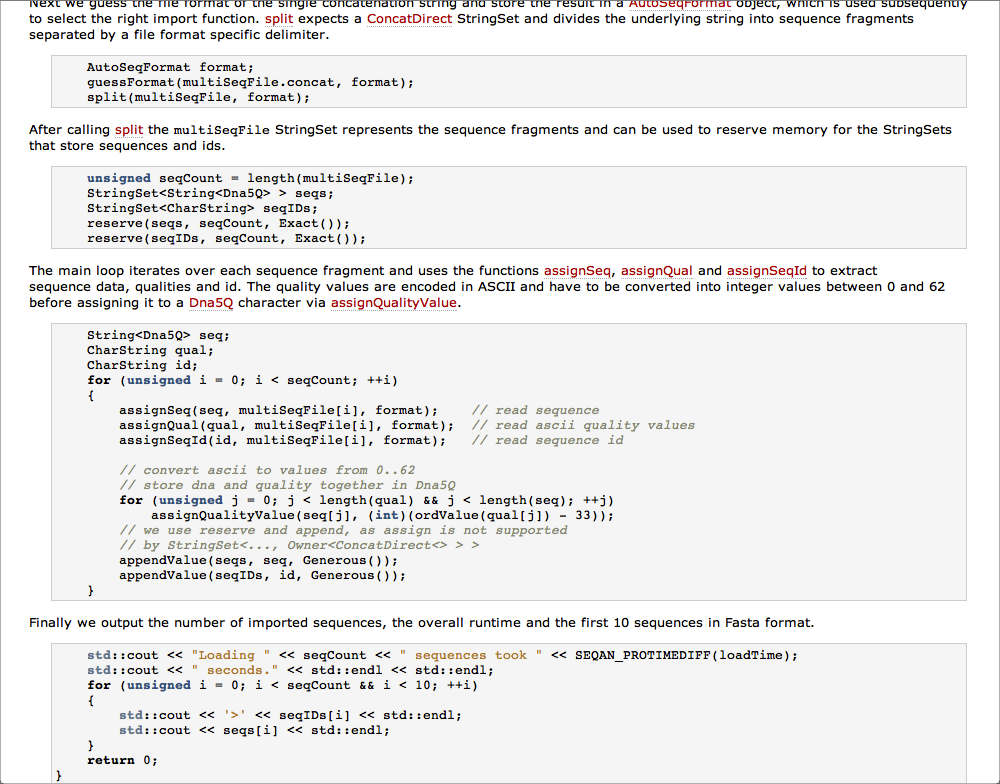 Next we guess the file format of the single concatenation string and store the result in a AutoSeqFormat object, which is used subsequently
to select the right import function. split expects a ConcatDirect StringSet and divides the underlying string into sequence fragments
separated by a file format specific delimiter.
AutoSeqFormat format;
guessFormat(multiSeqFile.concat, format);
split(multiSeqFile, format);
After calling split the multiSeqFile StringSet represents the sequence fragments and can be used to reserve memory for the StringSets
that store sequences and ids.
unsigned seqCount = length(multiSeqFile);
StringSet<String<Dna5Q> > seqs;
StringSet<CharString> seqIDs;
reserve(seqs, seqCount, Exact());
reserve(seqIDs, seqCount, Exact());
The main loop iterates over each sequence fragment and uses the functions assignSeq, assignQual and assignSeqId to extract
sequence data, qualities and id. The quality values are encoded in ASCII and have to be converted into integer values between 0 and 62
before assigning it to a Dna5Q character via assignQualityValue.
String<Dna5Q> seq;
CharString qual;
CharString id;
for (unsigned i = 0; i < seqCount; ++i)
{
assignSeq(seq, multiSeqFile[i], format);    // read sequence
assignQual(qual, multiSeqFile[i], format);  // read ascii quality values
assignSeqId(id, multiSeqFile[i], format);   // read sequence id
// convert ascii to values from 0..62
// store dna and quality together in Dna5Q
for (unsigned j = 0; j < length(qual) && j < length(seq); ++j)
assignQualityValue(seq[j], (int)(ordValue(qual[j]) - 33));
// we use reserve and append, as assign is not supported
// by StringSet<..., Owner<ConcatDirect<> > >
appendValue(seqs, seq, Generous());
appendValue(seqIDs, id, Generous());
}
Finally we output the number of imported sequences, the overall runtime and the first 10 sequences in Fasta format.
std::cout << "Loading " << seqCount << " sequences took " << SEQAN_PROTIMEDIFF(loadTime);
std::cout << " seconds." << std::endl << std::endl;
for (unsigned i = 0; i < seqCount && i < 10; ++i)
{
std::cout << '>' << seqIDs[i] << std::endl;
std::cout << seqs[i] << std::endl;
}
return 0;
}